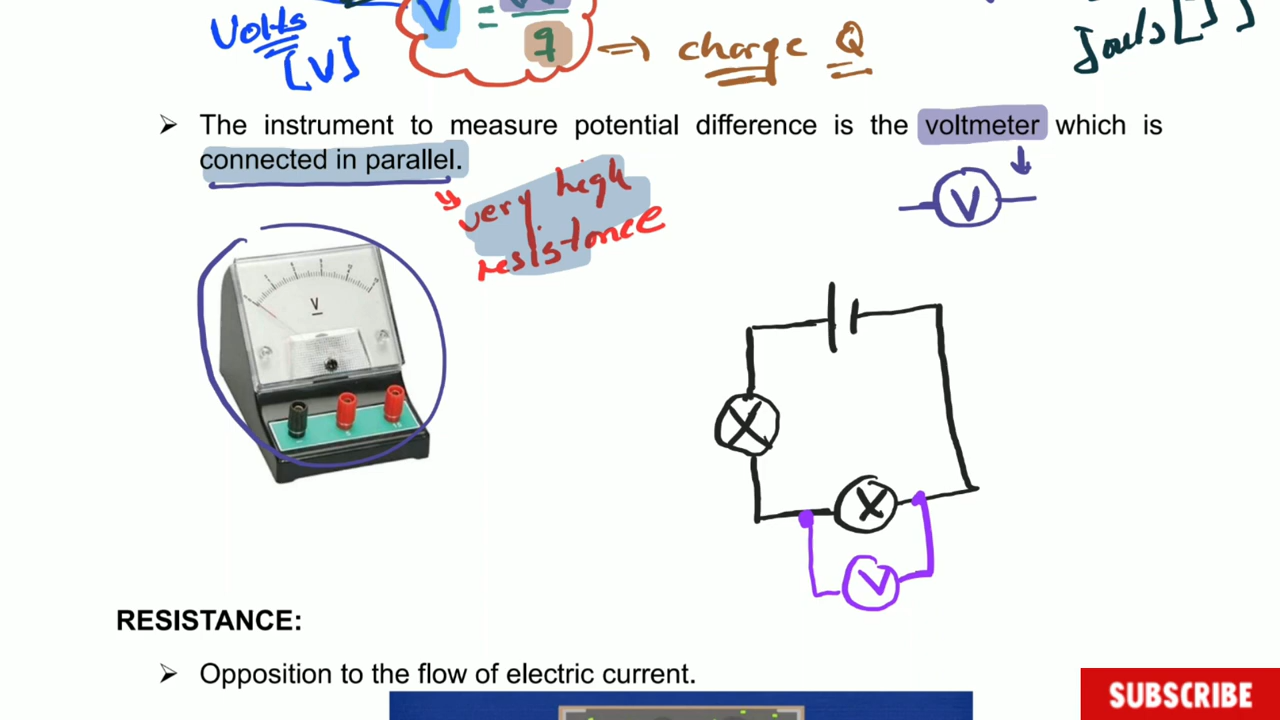 Volts
[V]
V =
q
⇒ charge Q
Jouls [J]
➢ The instrument to measure potential difference is the voltmeter which is
connected in parallel.
very high
resistance
V
V
X
X
V
RESISTANCE:
➢ Opposition to the flow of electric current.
SUBSCRIBE